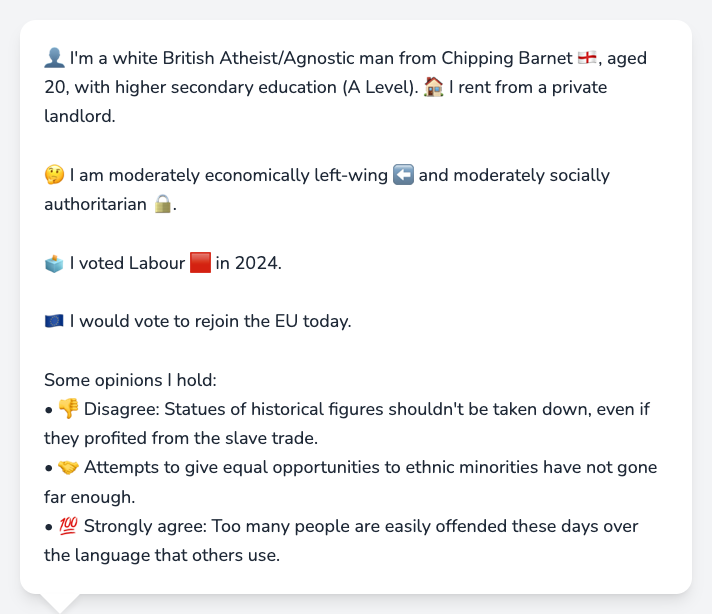 👤 I'm a white British Atheist/Agnostic man from Chipping Barnet 🏴󠁧󠁢󠁥󠁮󠁧󠁿, aged
20, with higher secondary education (A Level). 🏠 I rent from a private
landlord.
🤔 I am moderately economically left-wing ⬅️ and moderately socially
authoritarian 🔒.
🗳️ I voted Labour 🟥 in 2024.
🇪🇺 I would vote to rejoin the EU today.
Some opinions I hold:
• 👎 Disagree: Statues of historical figures shouldn't be taken down, even if
they profited from the slave trade.
• 🤝 Attempts to give equal opportunities to ethnic minorities have not gone
far enough.
• 💯 Strongly agree: Too many people are easily offended these days over
the language that others use.